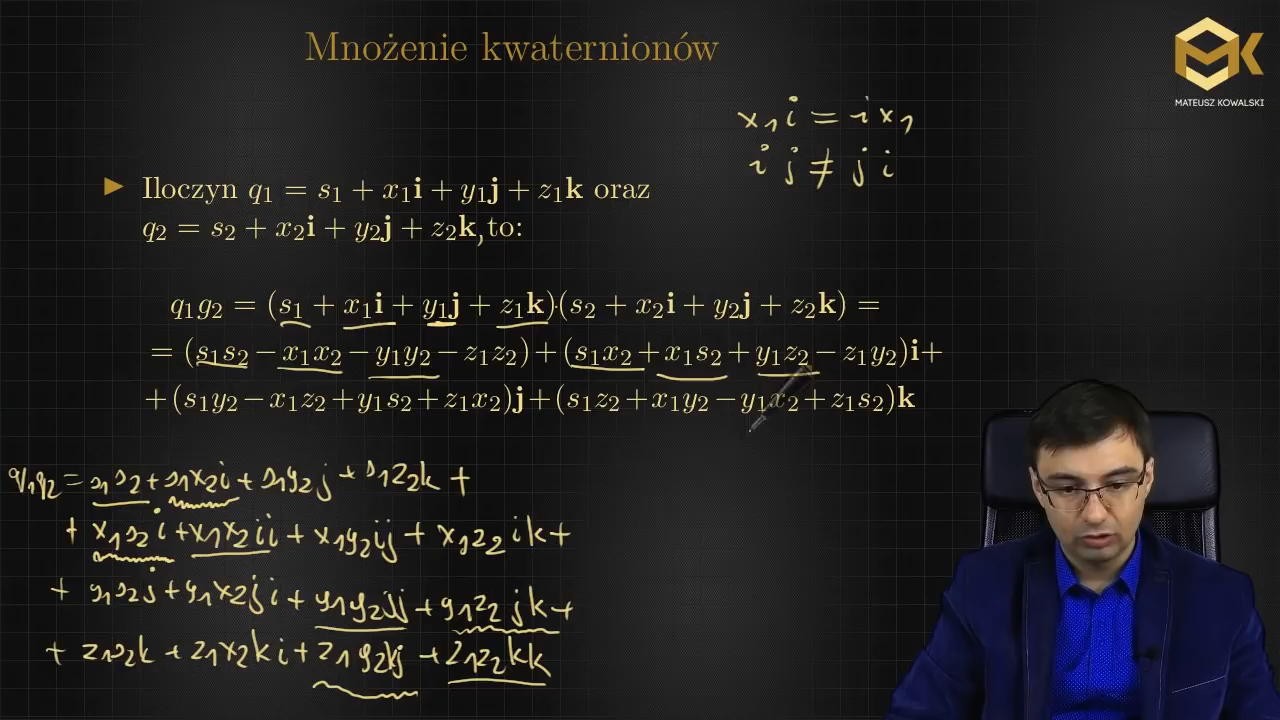 Mnożenie kwaternionów
MK
MATEUSZ KOWALSKI
x₁i = ix₁
ij ≠ ji
► Iloczyn q₁ = s₁ + x₁i + y₁j + z₁k oraz
q₂ = s₂ + x₂i + y₂j + z₂k, to:
q₁g₂ = (s₁ + x₁i + y₁j + z₁k)·(s₂ + x₂i + y₂j + z₂k) =
= (s₁s₂ − x₁x₂ − y₁y₂ − z₁z₂) + (s₁x₂ + x₁s₂ + y₁z₂ − z₁y₂)i+
+(s₁y₂ − x₁z₂ + y₁s₂ + z₁x₂)j + (s₁z₂ + x₁y₂ − y₁x₂ + z₁s₂)k
q₁q₂ = s₁s₂ + s₁x₂i + s₁y₂j + s₁z₂k +
+ x₁s₂i + x₁x₂ii + x₁y₂ij + x₁z₂ik +
+ y₁s₂j + y₁x₂ji + y₁y₂jj + y₁z₂jk +
+ z₁s₂k + z₁x₂ki + z₁y₂kj + z₁z₂kk